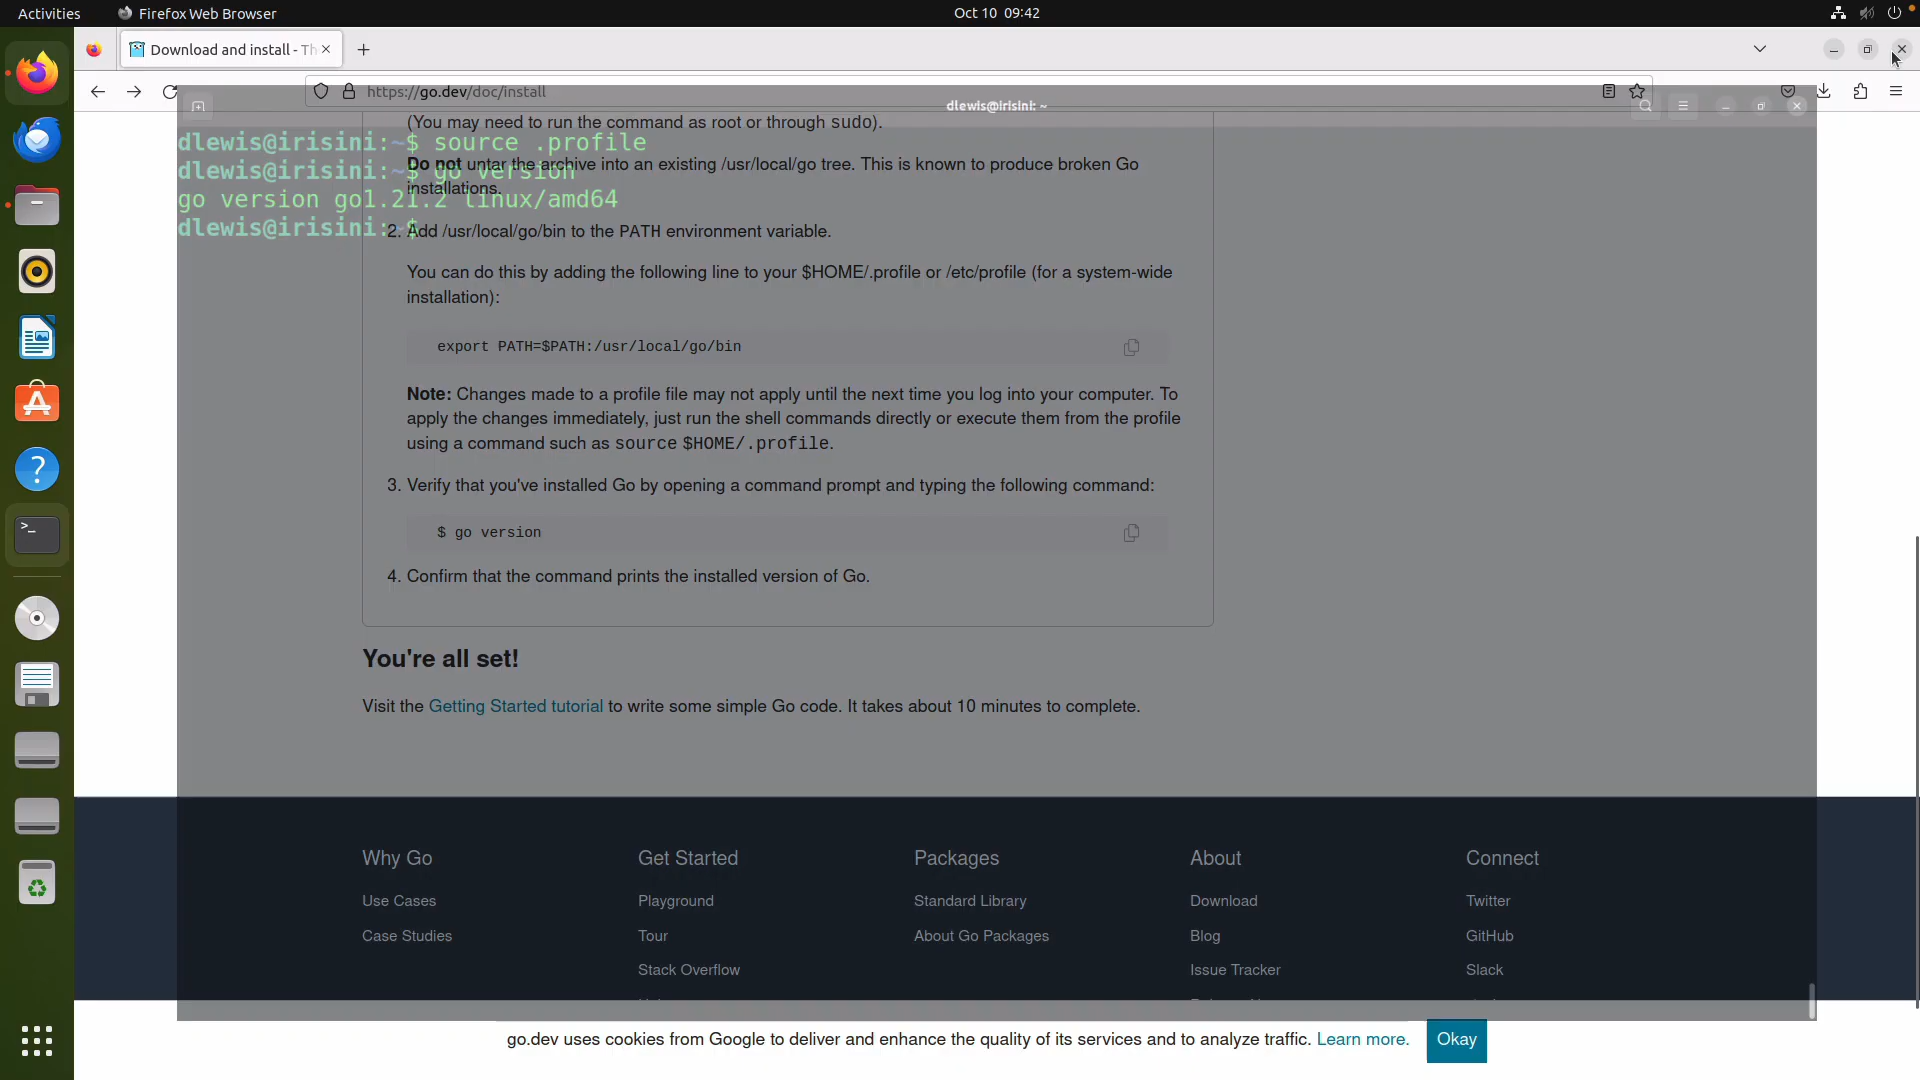 Activities
Firefox Web Browser
Oct 10 09:42
Download and install - Th
https://go.dev/doc/install
dlewis@irisini: ~
(You may need to run the command as root or through sudo).
dlewis@irisini:~$ source .profile
Do not untar the archive into an existing /usr/local/go tree. This is known to produce broken Go
dlewis@irisini:~$ go version
installations.
go version go1.21.2 linux/amd64
dlewis@irisini:~$
2. Add /usr/local/go/bin to the PATH environment variable.
You can do this by adding the following line to your $HOME/.profile or /etc/profile (for a system-wide
installation):
export PATH=$PATH:/usr/local/go/bin
Note: Changes made to a profile file may not apply until the next time you log into your computer. To
apply the changes immediately, just run the shell commands directly or execute them from the profile
using a command such as source $HOME/.profile.
3. Verify that you've installed Go by opening a command prompt and typing the following command:
$ go version
4. Confirm that the command prints the installed version of Go.
You're all set!
Visit the Getting Started tutorial to write some simple Go code. It takes about 10 minutes to complete.
Why Go
Get Started
Packages
About
Connect
Use Cases
Playground
Standard Library
Download
Twitter
Case Studies
Tour
About Go Packages
Blog
GitHub
Stack Overflow
Issue Tracker
Slack
go.dev uses cookies from Google to deliver and enhance the quality of its services and to analyze traffic. Learn more.
Okay